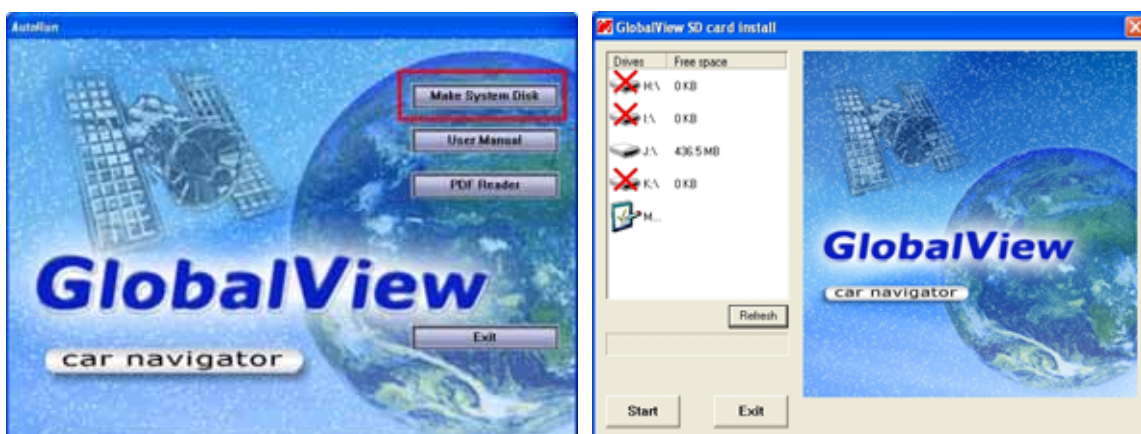 AutoRun
Make System Disk
User Manual
PDF Reader
GlobalView
car navigator
Exit
GlobalView SD card install
Drives Free space
H:\ 0 KB
I:\ 0 KB
J:\ 436.5 MB
K:\ 0 KB
M...
Refresh
Start Exit
GlobalView
car navigator